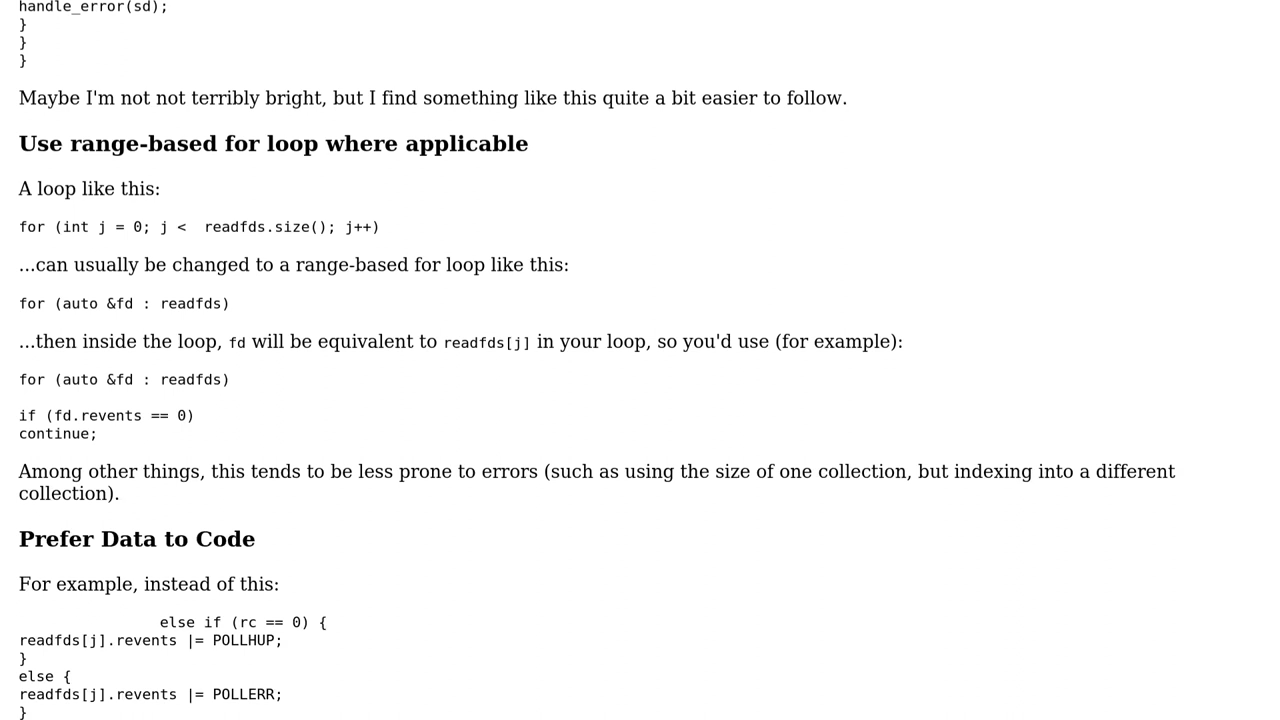 handle_error(sd);
}
}
}
Maybe I'm not not terribly bright, but I find something like this quite a bit easier to follow.
Use range-based for loop where applicable
A loop like this:
for (int j = 0; j <  readfds.size(); j++)
...can usually be changed to a range-based for loop like this:
for (auto &fd : readfds)
...then inside the loop, fd will be equivalent to readfds[j] in your loop, so you'd use (for example):
for (auto &fd : readfds)
if (fd.revents == 0)
continue;
Among other things, this tends to be less prone to errors (such as using the size of one collection, but indexing into a different
collection).
Prefer Data to Code
For example, instead of this:
else if (rc == 0) {
readfds[j].revents |= POLLHUP;
}
else {
readfds[j].revents |= POLLERR;
}